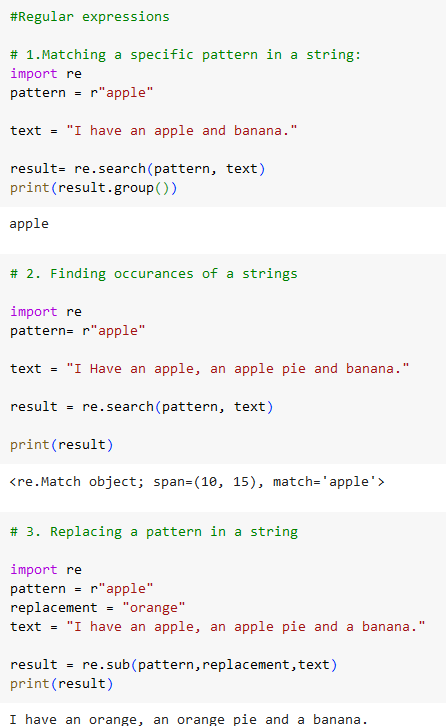 #Regular expressions
# 1.Matching a specific pattern in a string:
import re
pattern = r"apple"
text = "I have an apple and banana."
result= re.search(pattern, text)
print(result.group())
apple
# 2. Finding occurances of a strings
import re
pattern= r"apple"
text = "I Have an apple, an apple pie and banana."
result = re.search(pattern, text)
print(result)
<re.Match object; span=(10, 15), match='apple'>
# 3. Replacing a pattern in a string
import re
pattern = r"apple"
replacement = "orange"
text = "I have an apple, an apple pie and a banana."
result = re.sub(pattern,replacement,text)
print(result)
I have an orange, an orange pie and a banana.